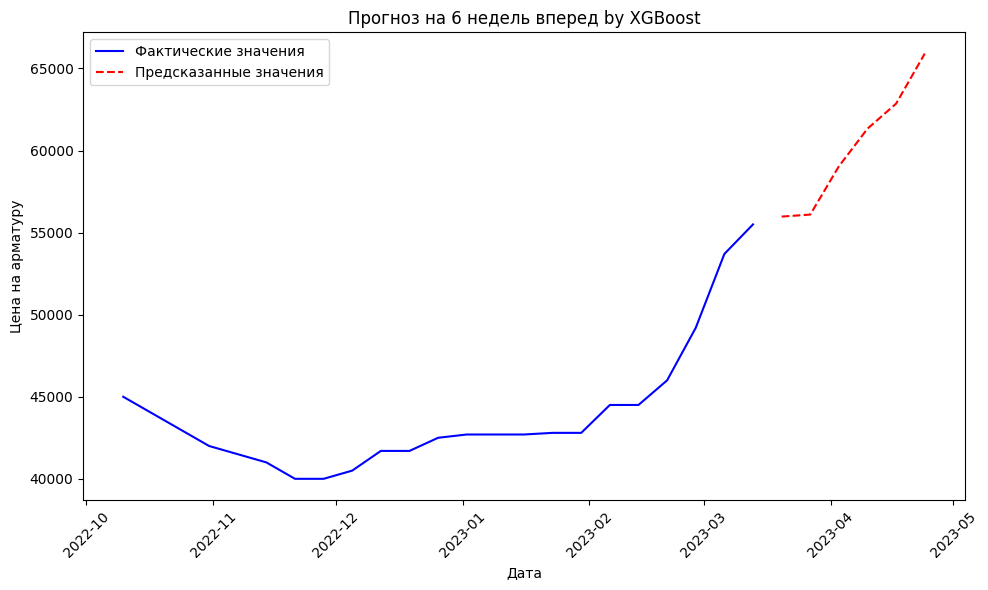 Прогноз на 6 недель вперед by XGBoost
Фактические значения
Предсказанные значения
Цена на арматуру
65000
60000
55000
50000
45000
40000
2022-10
2022-11
2022-12
2023-01
2023-02
2023-03
2023-04
2023-05
Дата